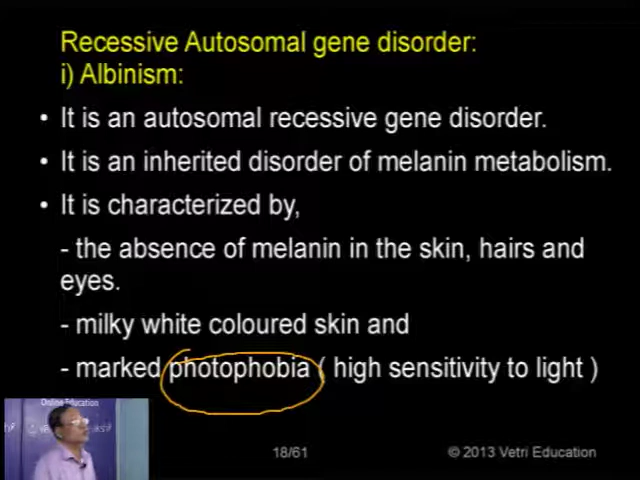 Recessive Autosomal gene disorder:
i) Albinism:
• It is an autosomal recessive gene disorder.
• It is an inherited disorder of melanin metabolism.
• It is characterized by,
- the absence of melanin in the skin, hairs and
eyes.
- milky white coloured skin and
- marked photophobia ( high sensitivity to light )
Online Education
18/61
© 2013 Vetri Education